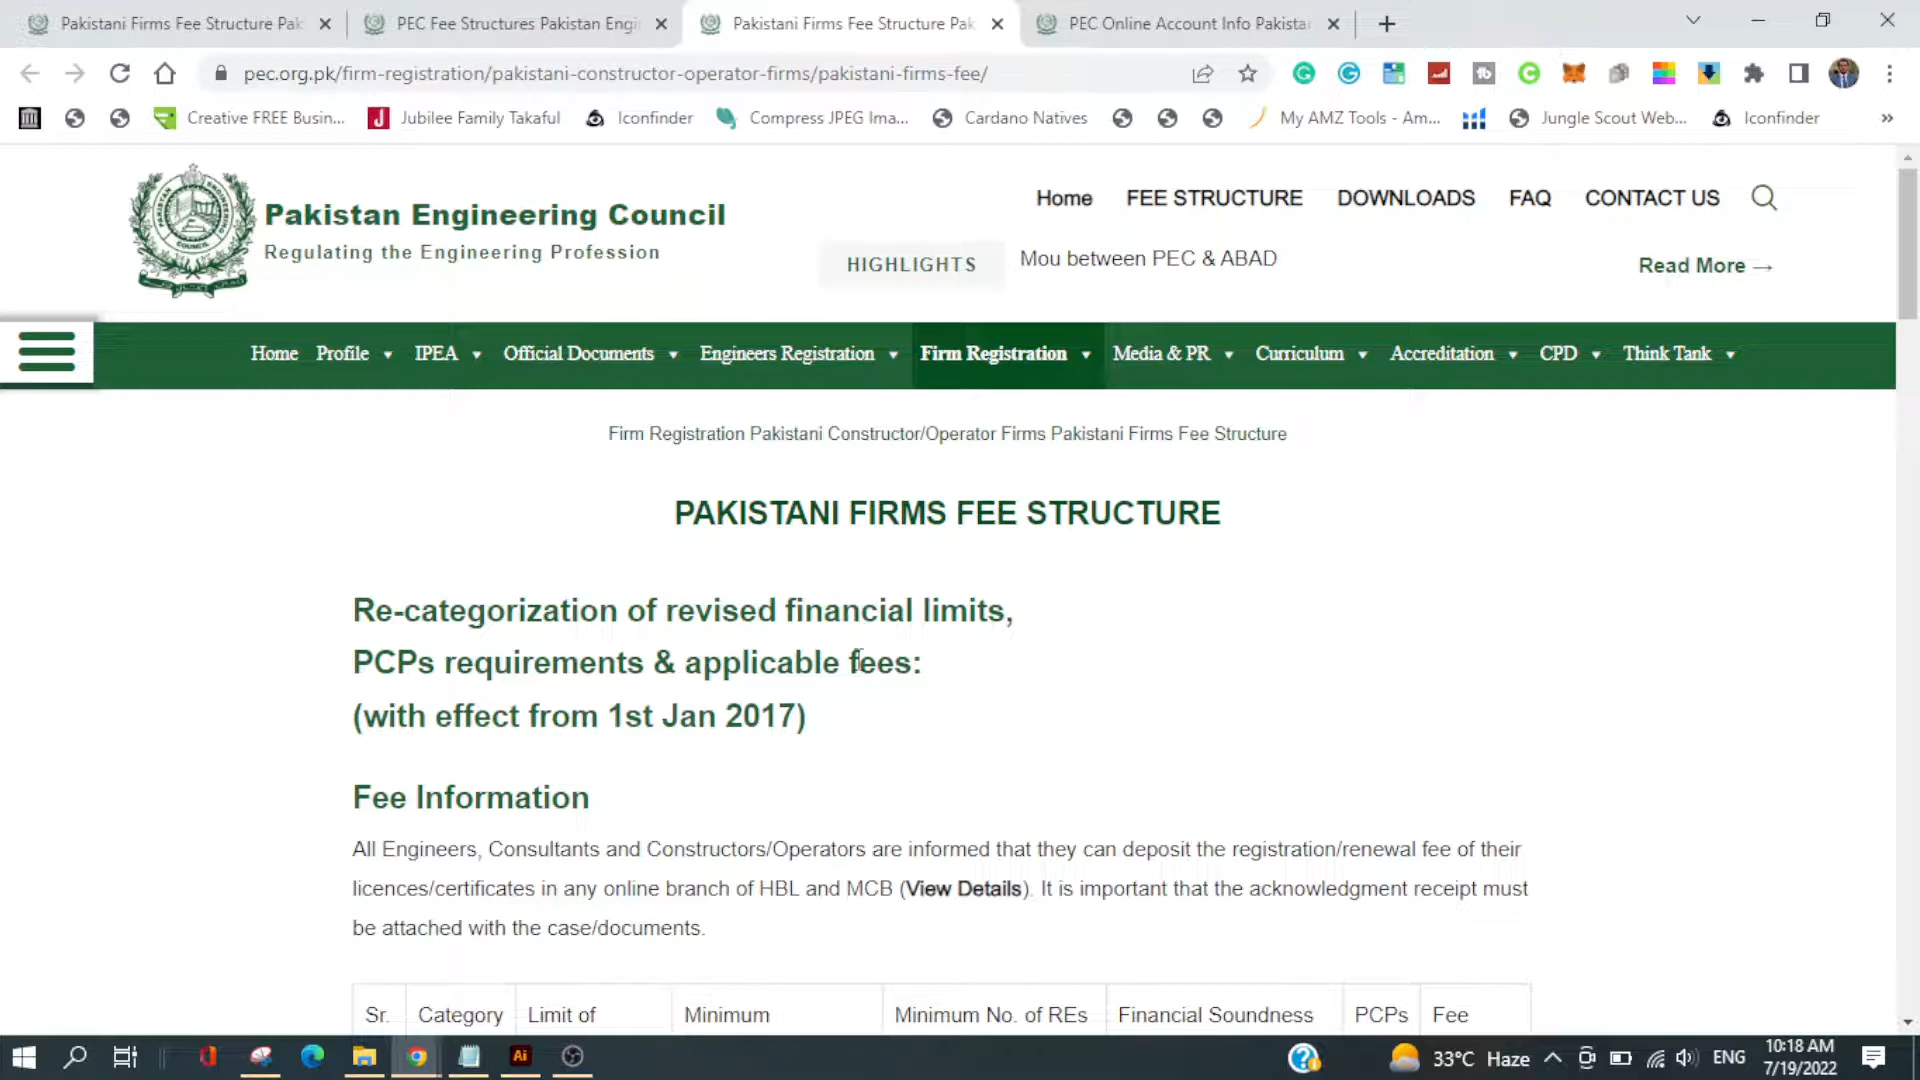 Pakistani Firms Fee Structure Pak
PEC Fee Structures Pakistan Engi
Pakistani Firms Fee Structure Pak
PEC Online Account Info Pakistan
pec.org.pk/firm-registration/pakistani-constructor-operator-firms/pakistani-firms-fee/
Creative FREE Busin...
Jubilee Family Takaful
Iconfinder
Compress JPEG Ima...
Cardano Natives
My AMZ Tools - Am...
Jungle Scout Web...
Iconfinder
»
Pakistan Engineering Council
Regulating the Engineering Profession
Home FEE STRUCTURE DOWNLOADS FAQ CONTACT US
HIGHLIGHTS
Mou between PEC & ABAD
Read More →
Home Profile IPEA Official Documents Engineers Registration Firm Registration Media & PR Curriculum Accreditation CPD Think Tank
Firm Registration Pakistani Constructor/Operator Firms Pakistani Firms Fee Structure
PAKISTANI FIRMS FEE STRUCTURE
Re-categorization of revised financial limits,
PCPs requirements & applicable fees:
(with effect from 1st Jan 2017)
Fee Information
All Engineers, Consultants and Constructors/Operators are informed that they can deposit the registration/renewal fee of their
licences/certificates in any online branch of HBL and MCB (View Details). It is important that the acknowledgment receipt must
be attached with the case/documents.
Sr. Category Limit of Minimum Minimum No. of REs Financial Soundness PCPs Fee
Ai
33°C Haze
ENG
10:18 AM
7/19/2022